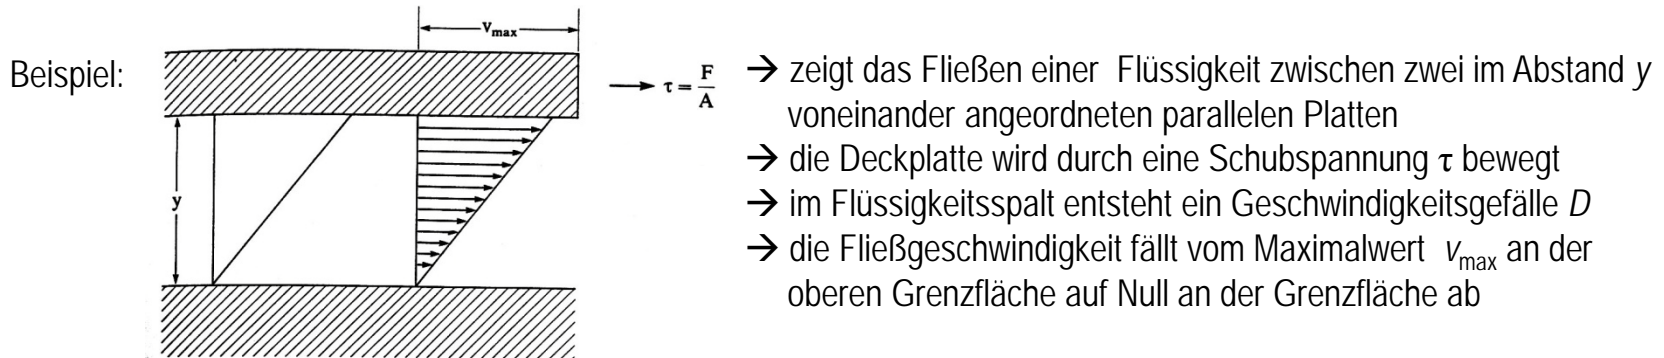 v_max
Beispiel:
y
→ τ = F/A
→ zeigt das Fließen einer Flüssigkeit zwischen zwei im Abstand y
voneinander angeordneten parallelen Platten
→ die Deckplatte wird durch eine Schubspannung τ bewegt
→ im Flüssigkeitsspalt entsteht ein Geschwindigkeitsgefälle D
→ die Fließgeschwindigkeit fällt vom Maximalwert v_max an der
oberen Grenzfläche auf Null an der Grenzfläche ab